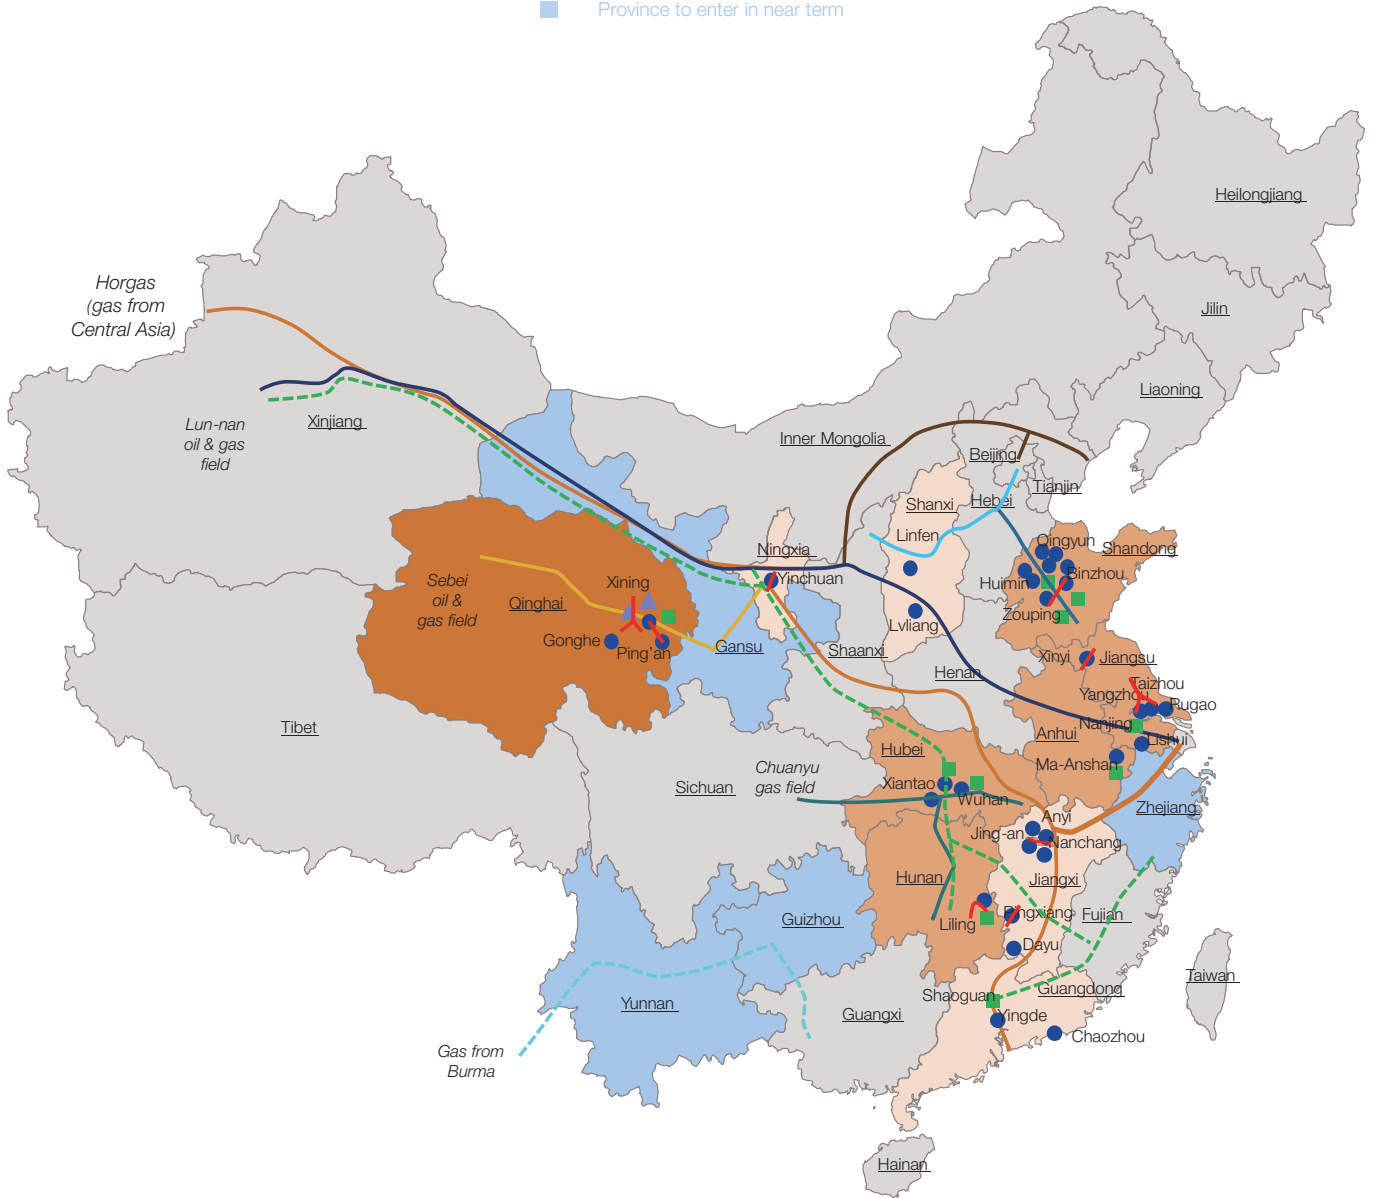 Province to enter in near term
Heilongjiang
Horgas
(gas from
Central Asia)
Jilin
Liaoning
Lun-nan
oil & gas
field
Xinjiang
Inner Mongolia
Beijing
Tianjin
Shanxi
Hebei
Linfen
Qingyun
Shandong
Ningxia
Yinchuan
Huimin
Binzhou
Zouping
Sebei
oil &
gas field
Xining
Qinghai
Gonghe
Ping'an
Gansu
Shaanxi
Lvliang
Henan
Xinyi
Jiangsu
Taizhou
Yangzhou
Rugao
Nanjing
Lishui
Anhui
Ma-Anshan
Tibet
Hubei
Sichuan
Chuanyu
gas field
Xiantao
Wuhan
Zhejiang
Anyi
Jing-an
Nanchang
Hunan
Jiangxi
Guizhou
Liling
Pingxiang
Fujian
Dayu
Taiwan
Yunnan
Guangxi
Shaoguan
Guangdong
Yingde
Chaozhou
Gas from
Burma
Hainan